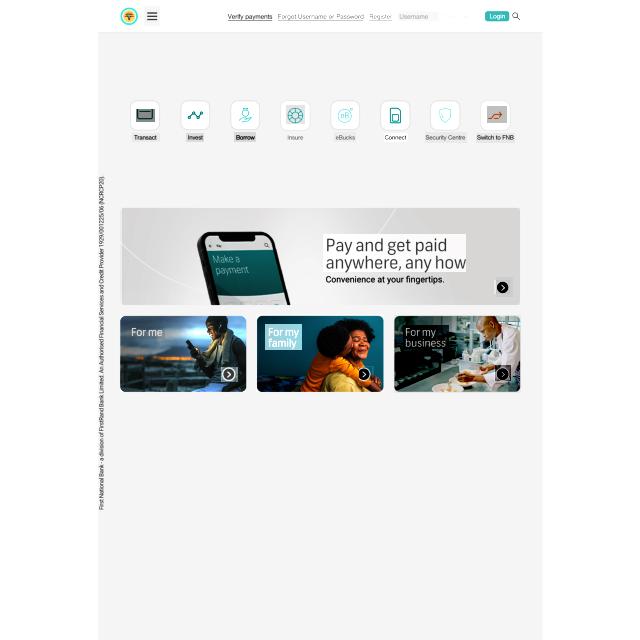 Verify payments Forgot Username or Password Register Username Login
Transact Invest Borrow Insure eBucks Connect Security Centre Switch to FNB
eB
Make a
payment
Pay and get paid
anywhere, any how
Convenience at your fingertips.
For me
For my
family
For my
business
First National Bank - a division of FirstRand Bank Limited. An Authorised Financial Services and Credit Provider 1929/001225/06 (NCRCP20).